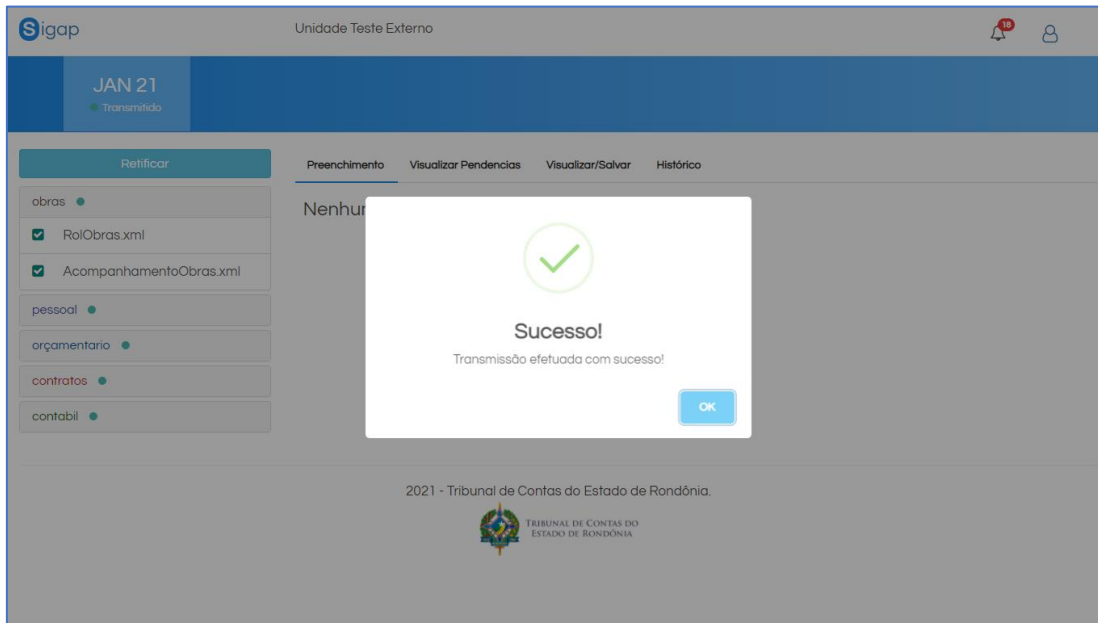 Sigap
Unidade Teste Externo
18
JAN 21
Transmitido
Retificar
Preenchimento
Visualizar Pendencias
Visualizar/Salvar
Histórico
obras
RolObras.xml
AcompanhamentoObras.xml
pessoal
orçamentario
contratos
contabil
Sucesso!
Transmissão efetuada com sucesso!
OK
2021 - Tribunal de Contas do Estado de Rondônia.
TRIBUNAL DE CONTAS DO
ESTADO DE RONDÔNIA